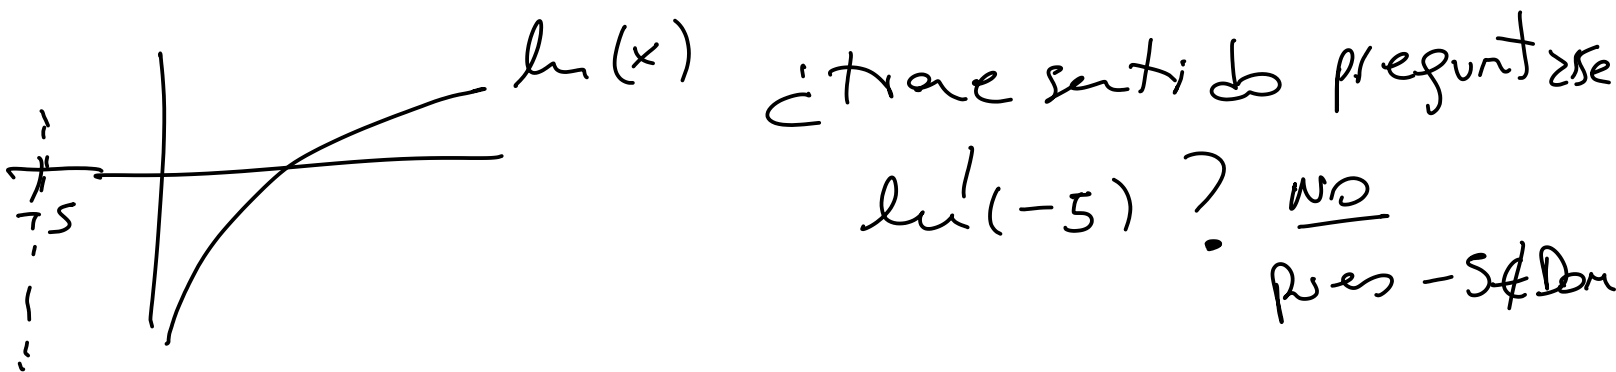 ln(x)
¿tiene sentido preguntarse
ln'(-5)? NO
pues -5∉Dom
-5